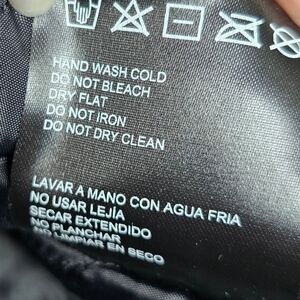 HAND WASH COLD
DO NOT BLEACH
DRY FLAT
DO NOT IRON
DO NOT DRY CLEAN
LAVAR A MANO CON AGUA FRIA
NO USAR LEJÍA
SECAR EXTENDIDO
NO PLANCHAR
NO LIMPIAR EN SECO